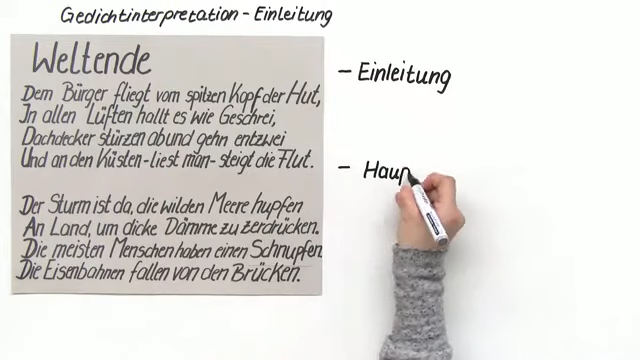 Gedichtinterpretation - Einleitung
Weltende
Dem Bürger fliegt vom spitzen Kopf der Hut,
In allen Lüften hallt es wie Geschrei,
Dachdecker stürzen ab und gehn entzwei
Und an den Küsten - liest man - steigt die Flut.
Der Sturm ist da, die wilden Meere hupfen
An Land, um dicke Dämme zu zerdrücken.
Die meisten Menschen haben einen Schnupfen.
Die Eisenbahnen fallen von den Brücken.
- Einleitung
- Haup